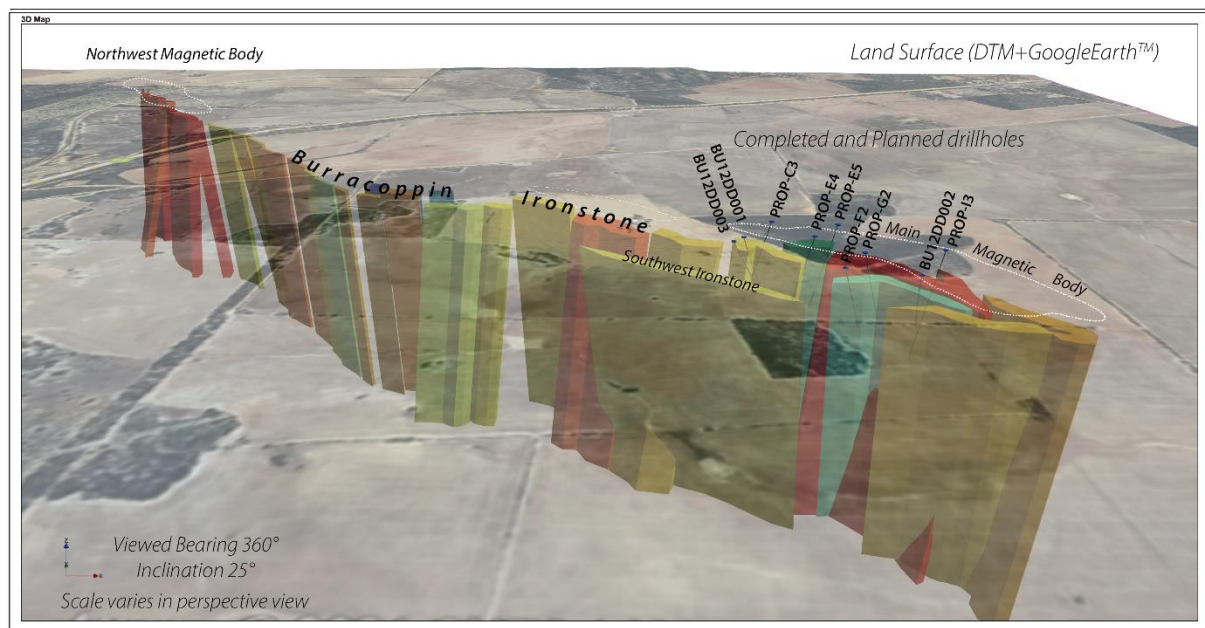 3D Map
Northwest Magnetic Body
Land Surface (DTM+GoogleEarth™)
Completed and Planned drillholes
Burracoppin Ironstone
Southwest Ironstone
BU12DD003
BU12DD001
PROP-C3
PROP-E4
PROP-E5
PROP-F2
PROP-G2
BU12DD002
PROP-I3
Main Magnetic Body
Z
X
Viewed Bearing 360°
Inclination 25°
Scale varies in perspective view